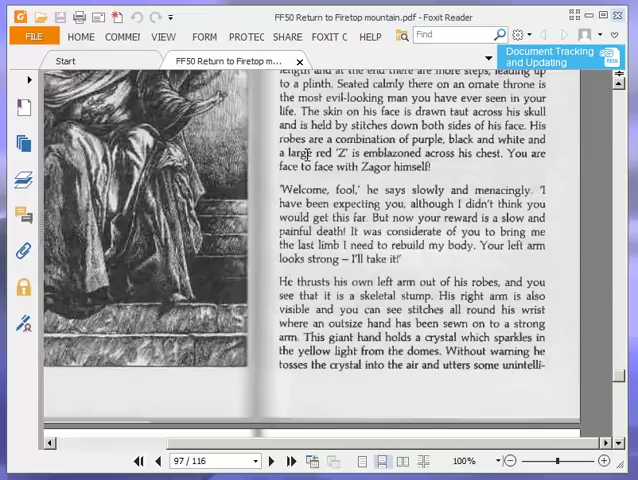 FF50 Return to Firetop mountain.pdf - Foxit Reader
FILE HOME COMMEI VIEW FORM PROTEC SHARE FOXIT C HELP Find
Document Tracking
and Updating
Start FF50 Return to Firetop m...
length and at the end there are more steps, leading up
to a plinth. Seated calmly there on an ornate throne is
the most evil-looking man you have ever seen in your
life. The skin on his face is drawn taut across his skull
and is held by stitches down both sides of his face. His
robes are a combination of purple, black and white and
a large red 'Z' is emblazoned across his chest. You are
face to face with Zagor himself!
'Welcome, fool,' he says slowly and menacingly. 'I
have been expecting you, although I didn't think you
would get this far. But now your reward is a slow and
painful death! It was considerate of you to bring me
the last limb I need to rebuild my body. Your left arm
looks strong – I'll take it!'
He thrusts his own left arm out of his robes, and you
see that it is a skeletal stump. His right arm is also
visible and you can see stitches all round his wrist
where an outsize hand has been sewn on to a strong
arm. This giant hand holds a crystal which sparkles in
the yellow light from the domes. Without warning he
tosses the crystal into the air and utters some unintelli-
97 / 116 100%